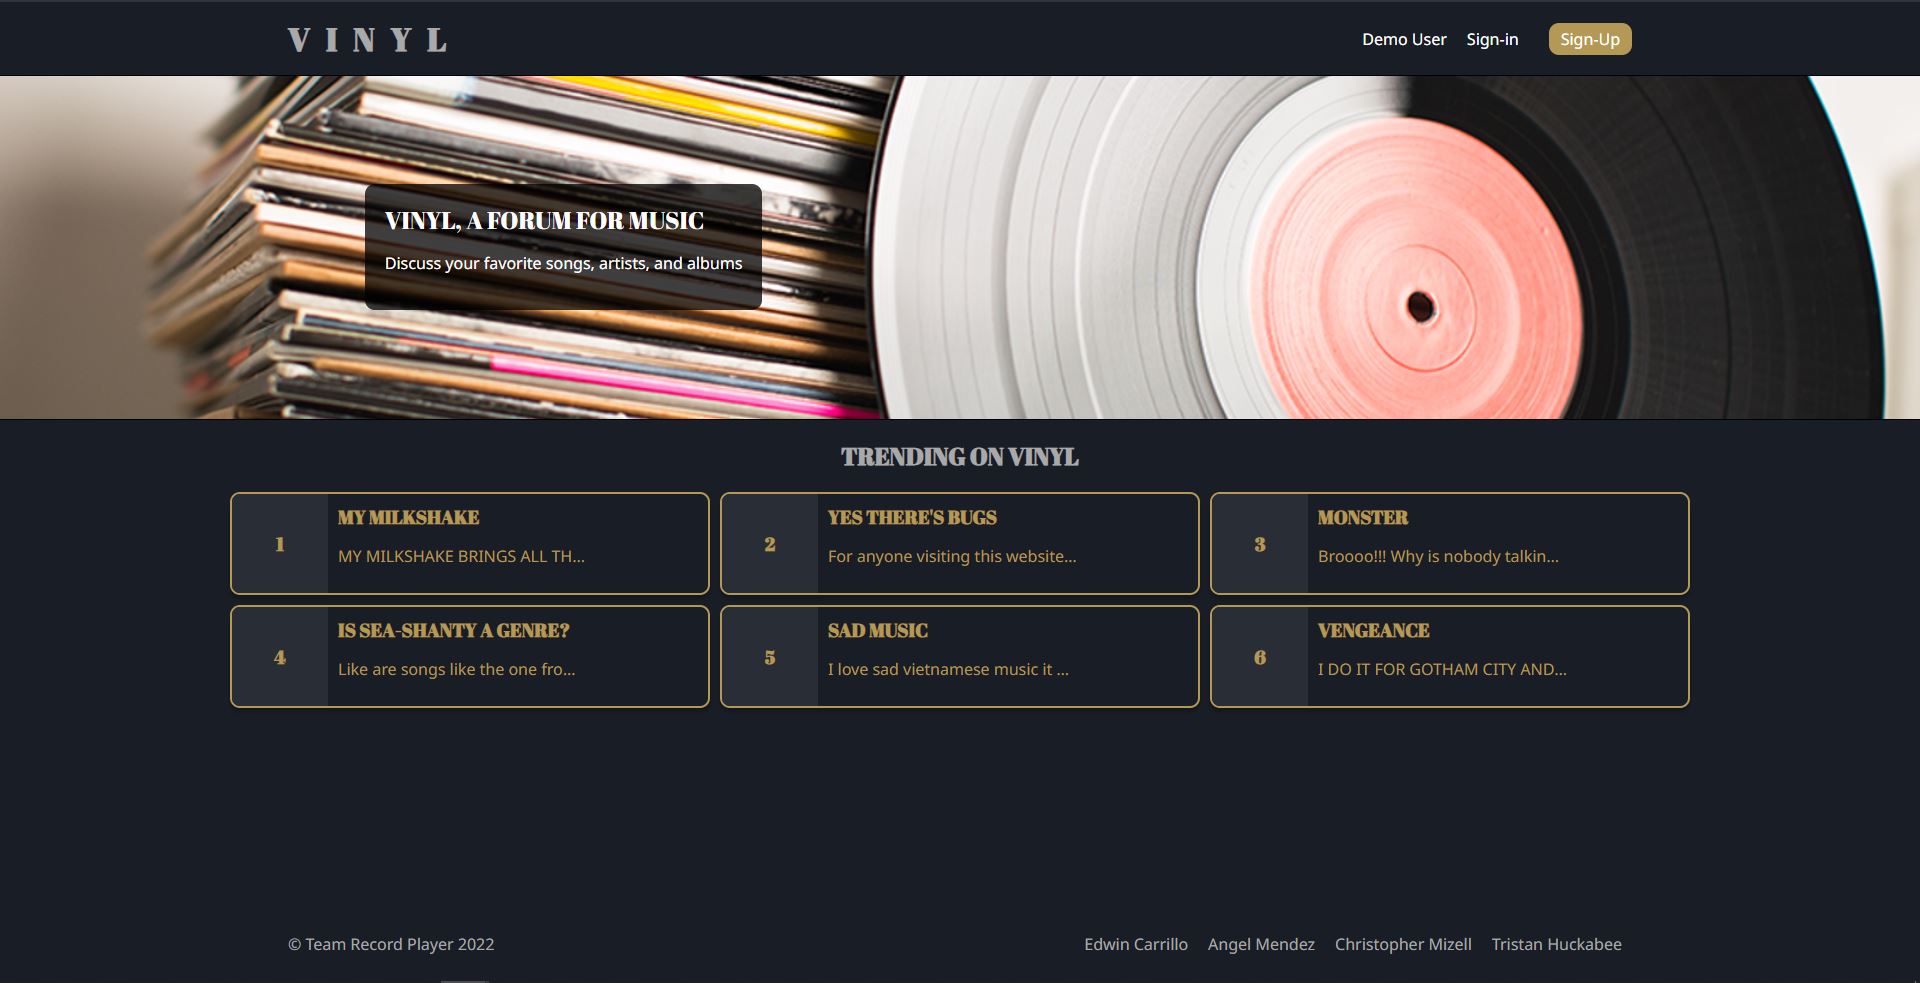 VINYL
Demo User Sign-in Sign-Up
VINYL, A FORUM FOR MUSIC
Discuss your favorite songs, artists, and albums
TRENDING ON VINYL
1
MY MILKSHAKE
MY MILKSHAKE BRINGS ALL TH...
2
YES THERE'S BUGS
For anyone visiting this website...
3
MONSTER
Broooo!!! Why is nobody talkin...
4
IS SEA-SHANTY A GENRE?
Like are songs like the one fro...
5
SAD MUSIC
I love sad vietnamese music it ...
6
VENGEANCE
I DO IT FOR GOTHAM CITY AND...
© Team Record Player 2022
Edwin Carrillo Angel Mendez Christopher Mizell Tristan Huckabee